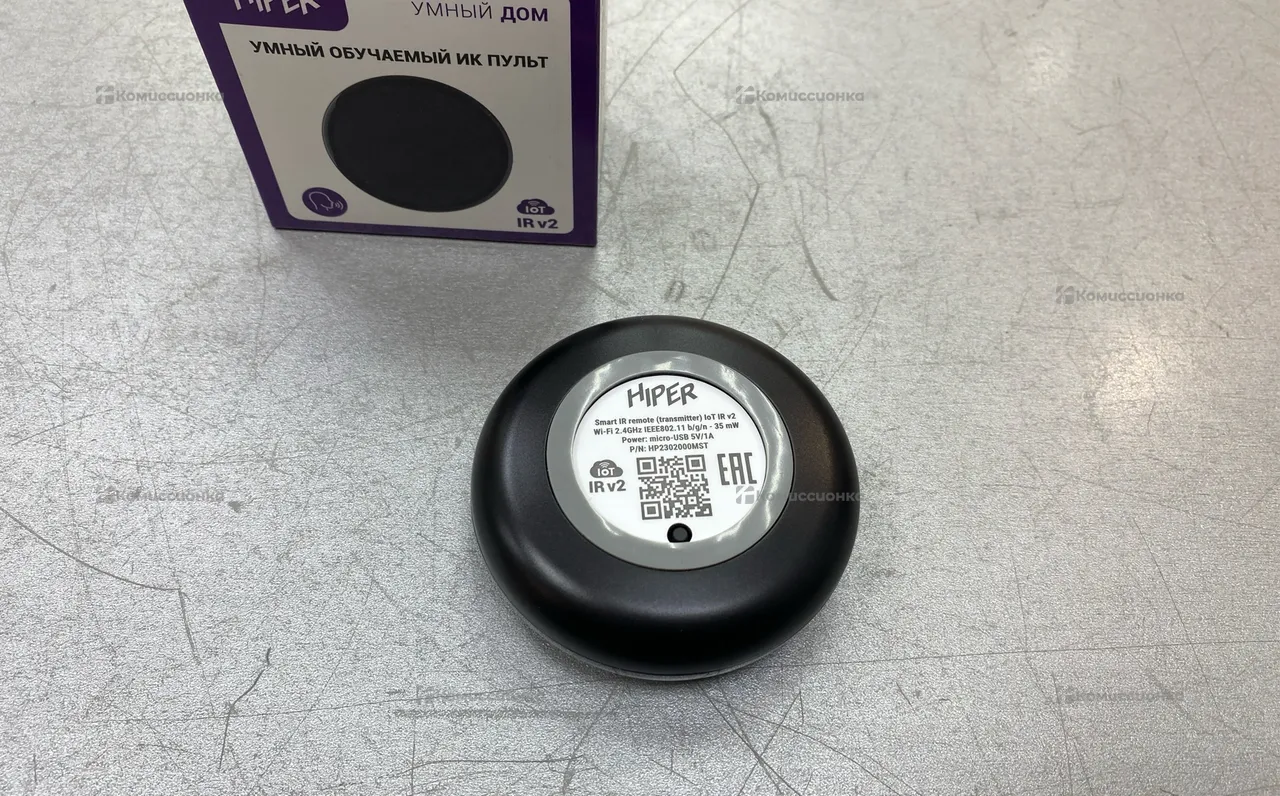 HIPER
УМНЫЙ ДОМ
УМНЫЙ ОБУЧАЕМЫЙ ИК ПУЛЬТ
IoT
IR v2
Комиссионка
Комиссионка
Комиссионка
HIPER
Smart IR remote (transmitter) IoT IR v2
Wi-Fi 2.4GHz IEEE802.11 b/g/n - 35 mW
Power: micro-USB 5V/1A
P/N: HP2302000MST
IoT
IR v2
EAC
Комиссионка
Комиссионка
Комиссионка
Комиссионка